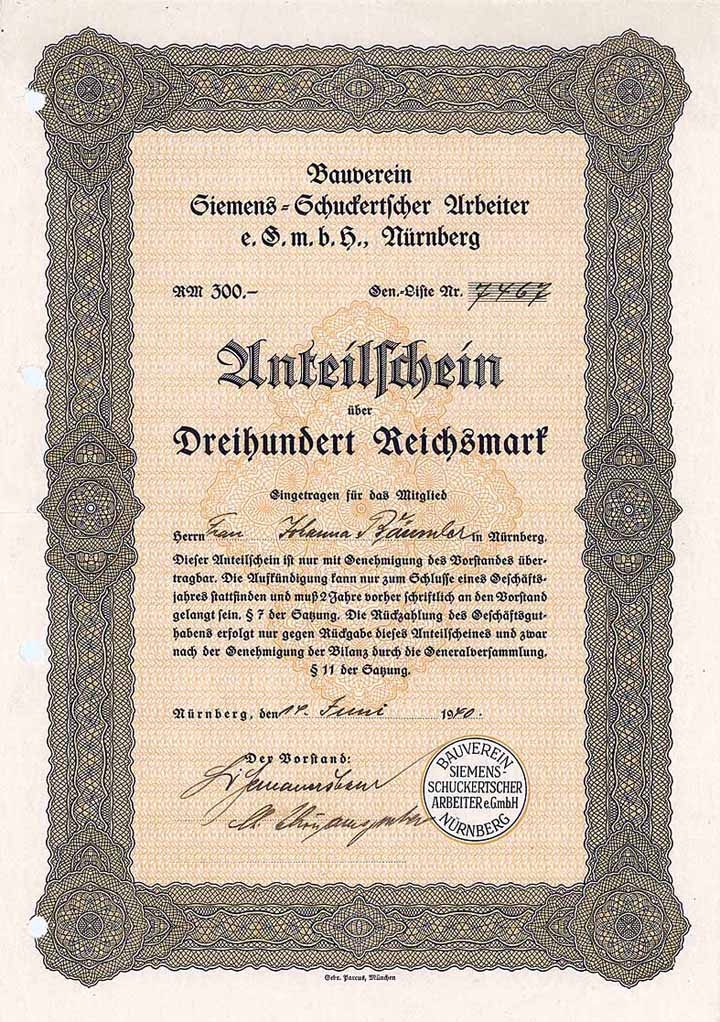 Bauverein
Siemens-Schuckertscher Arbeiter
e. G. m. b. H., Nürnberg
RM 300.– Gen.-Liste Nr. 7467
Anteilschein
über
Dreihundert Reichsmark
Eingetragen für das Mitglied
Herrn Frau Johanna Bäumler in Nürnberg.
Dieser Anteilschein ist nur mit Genehmigung des Vorstandes über-
tragbar. Die Aufkündigung kann nur zum Schlusse eines Geschäfts-
jahres stattfinden und muß 2 Jahre vorher schriftlich an den Vorstand
gelangt sein. § 7 der Satzung. Die Rückzahlung des Geschäftsgut-
habens erfolgt nur gegen Rückgabe dieses Anteilscheines und zwar
nach der Genehmigung der Bilanz durch die Generalversammlung.
§ 11 der Satzung.
Nürnberg, den 14. Juni 1940.
Der Vorstand:
BAUVEREIN
SIEMENS-
SCHUCKERTSCHER
ARBEITER e.GmbH
NÜRNBERG
Gebr. Parcus, München